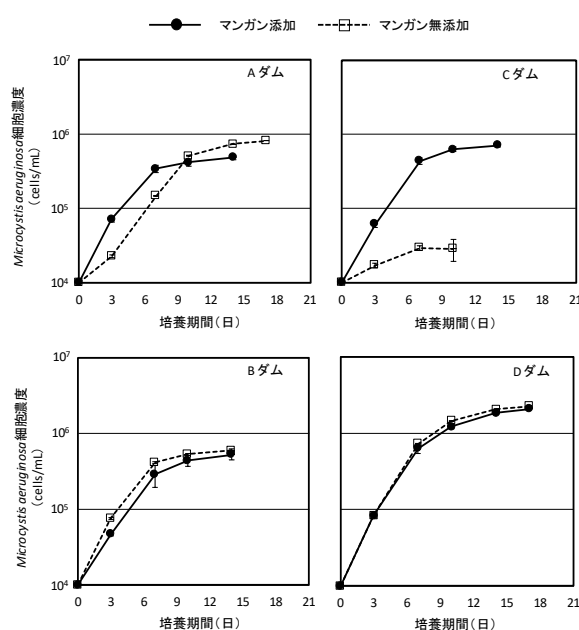 マンガン添加 マンガン無添加
Microcystis aeruginosa細胞濃度
(cells/mL)
10⁷
10⁶
10⁵
10⁴
Aダム
0 3 6 9 12 15 18 21
培養期間(日)
Cダム
0 3 6 9 12 15 18 21
培養期間(日)
Microcystis aeruginosa細胞濃度
(cells/mL)
10⁷
10⁶
10⁵
10⁴
Bダム
0 3 6 9 12 15 18 21
培養期間(日)
Dダム
0 3 6 9 12 15 18 21
培養期間(日)